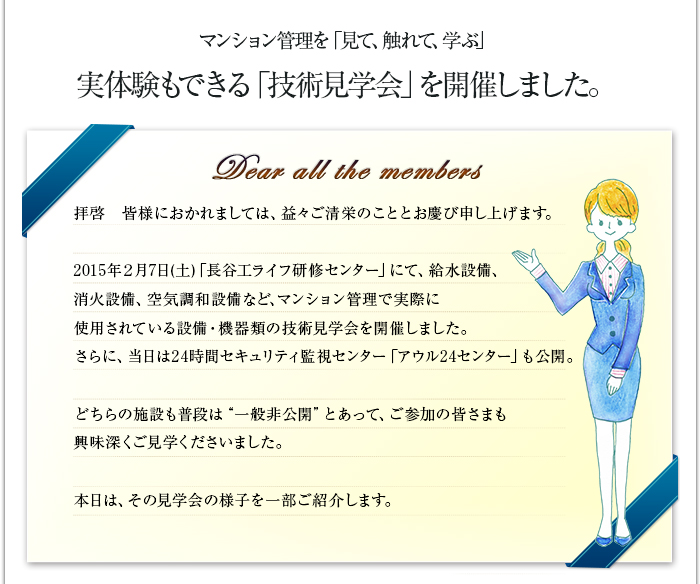 マンション管理を「見て、触れて、学ぶ」
実体験もできる「技術見学会」を開催しました。
Dear all the members
拝啓　皆様におかれましては、益々ご清栄のこととお慶び申し上げます。
2015年2月7日(土)「長谷工ライフ研修センター」にて、給水設備、
消火設備、空気調和設備など、マンション管理で実際に
使用されている設備・機器類の技術見学会を開催しました。
さらに、当日は24時間セキュリティ監視センター「アウル24センター」も公開。
どちらの施設も普段は“一般非公開”とあって、ご参加の皆さまも
興味深くご見学くださいました。
本日は、その見学会の様子を一部ご紹介します。